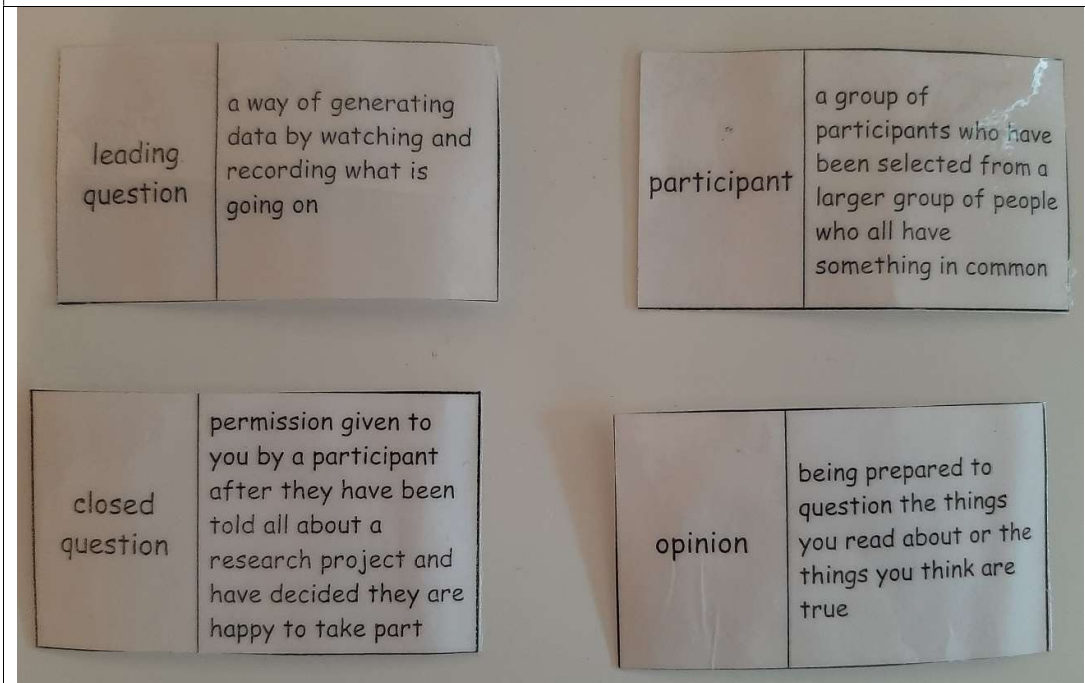 leading
question
a way of generating
data by watching and
recording what is
going on
participant
a group of
participants who have
been selected from a
larger group of people
who all have
something in common
closed
question
permission given to
you by a participant
after they have been
told all about a
research project and
have decided they are
happy to take part
opinion
being prepared to
question the things
you read about or the
things you think are
true